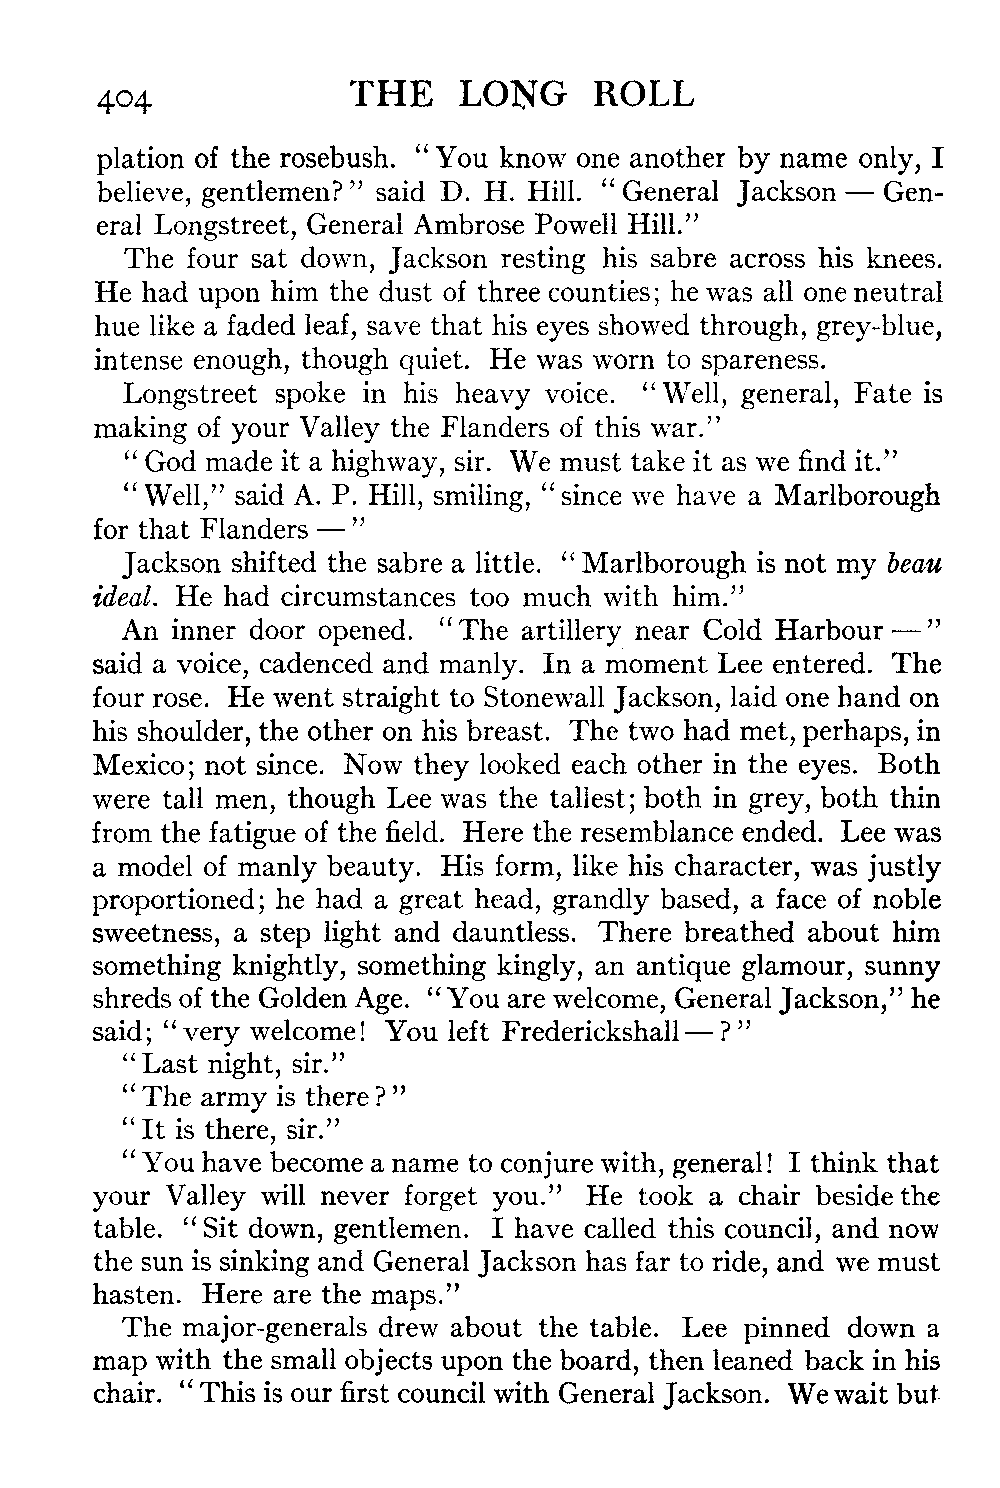 404 THE LONG ROLL
plation of the rosebush. “You know one another by name only, I
believe, gentlemen?” said D. H. Hill. “General Jackson — Gen-
eral Longstreet, General Ambrose Powell Hill.”
The four sat down, Jackson resting his sabre across his knees.
He had upon him the dust of three counties; he was all one neutral
hue like a faded leaf, save that his eyes showed through, grey-blue,
intense enough, though quiet. He was worn to spareness.
Longstreet spoke in his heavy voice. “Well, general, Fate is
making of your Valley the Flanders of this war.”
“God made it a highway, sir. We must take it as we find it.”
“Well,” said A. P. Hill, smiling, “since we have a Marlborough
for that Flanders —”
Jackson shifted the sabre a little. “Marlborough is not my beau
ideal. He had circumstances too much with him.”
An inner door opened. “The artillery near Cold Harbour —”
said a voice, cadenced and manly. In a moment Lee entered. The
four rose. He went straight to Stonewall Jackson, laid one hand on
his shoulder, the other on his breast. The two had met, perhaps, in
Mexico; not since. Now they looked each other in the eyes. Both
were tall men, though Lee was the tallest; both in grey, both thin
from the fatigue of the field. Here the resemblance ended. Lee was
a model of manly beauty. His form, like his character, was justly
proportioned; he had a great head, grandly based, a face of noble
sweetness, a step light and dauntless. There breathed about him
something knightly, something kingly, an antique glamour, sunny
shreds of the Golden Age. “You are welcome, General Jackson,” he
said; “very welcome! You left Frederickshall — ?”
“Last night, sir.”
“The army is there?”
“It is there, sir.”
“You have become a name to conjure with, general! I think that
your Valley will never forget you.” He took a chair beside the
table. “Sit down, gentlemen. I have called this council, and now
the sun is sinking and General Jackson has far to ride, and we must
hasten. Here are the maps.”
The major-generals drew about the table. Lee pinned down a
map with the small objects upon the board, then leaned back in his
chair. “This is our first council with General Jackson. We wait but